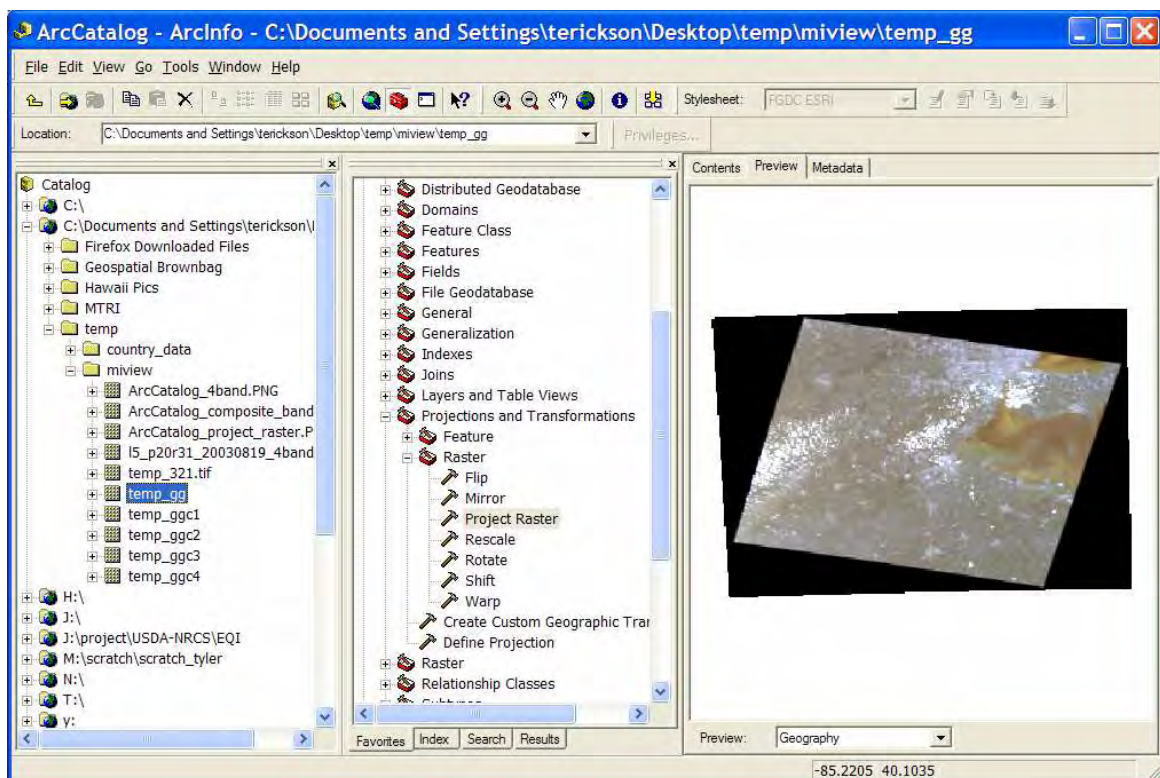 ArcCatalog - ArcInfo - C:\Documents and Settings\terickson\Desktop\temp\miview\temp_gg
File Edit View Go Tools Window Help
Stylesheet: FGDC ESRI
Location: C:\Documents and Settings\terickson\Desktop\temp\miview\temp_gg Privileges...
Catalog
C:\
C:\Documents and Settings\terickson\
Firefox Downloaded Files
Geospatial Brownbag
Hawaii Pics
MTRI
temp
country_data
miview
ArcCatalog_4band.PNG
ArcCatalog_composite_band
ArcCatalog_project_raster.P
l5_p20r31_20030819_4band
temp_321.tif
temp_gg
temp_ggc1
temp_ggc2
temp_ggc3
temp_ggc4
H:\
J:\
J:\project\USDA-NRCS\EQI
M:\scratch\scratch_tyler
N:\
T:\
y:
Distributed Geodatabase
Domains
Feature Class
Features
Fields
File Geodatabase
General
Generalization
Indexes
Joins
Layers and Table Views
Projections and Transformations
Feature
Raster
Flip
Mirror
Project Raster
Rescale
Rotate
Shift
Warp
Create Custom Geographic Tran
Define Projection
Raster
Relationship Classes
Favorites Index Search Results
Contents Preview Metadata
Preview: Geography
-85.2205 40.1035